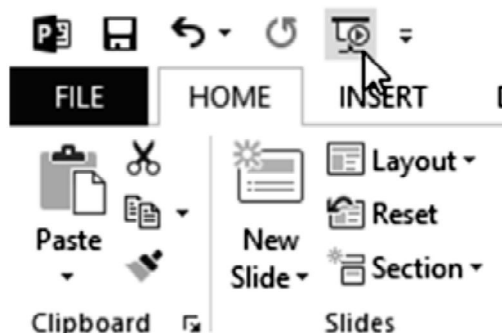 FILE HOME INSERT
Layout
Reset
Paste New
Slide Section
Clipboard Slides